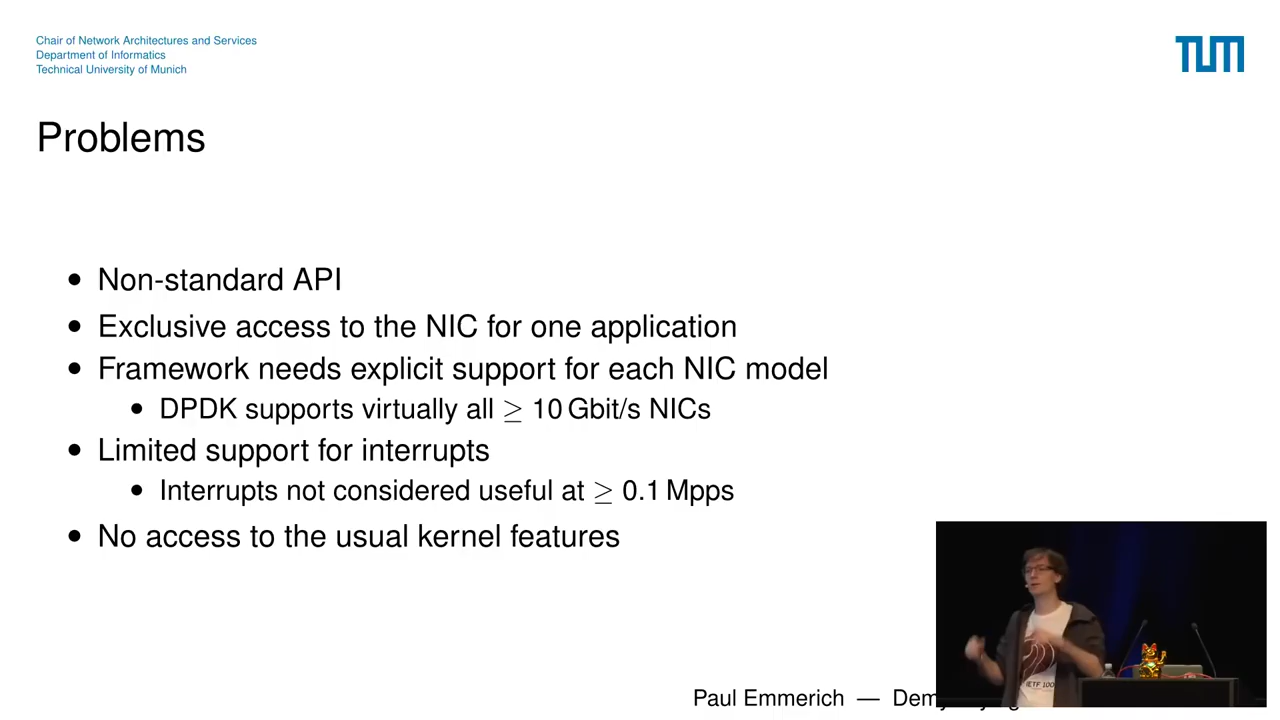 Chair of Network Architectures and Services
Department of Informatics
Technical University of Munich
TUM
Problems
• Non-standard API
• Exclusive access to the NIC for one application
• Framework needs explicit support for each NIC model
• DPDK supports virtually all ≥ 10 Gbit/s NICs
• Limited support for interrupts
• Interrupts not considered useful at ≥ 0.1 Mpps
• No access to the usual kernel features
IETF 100
Paul Emmerich —